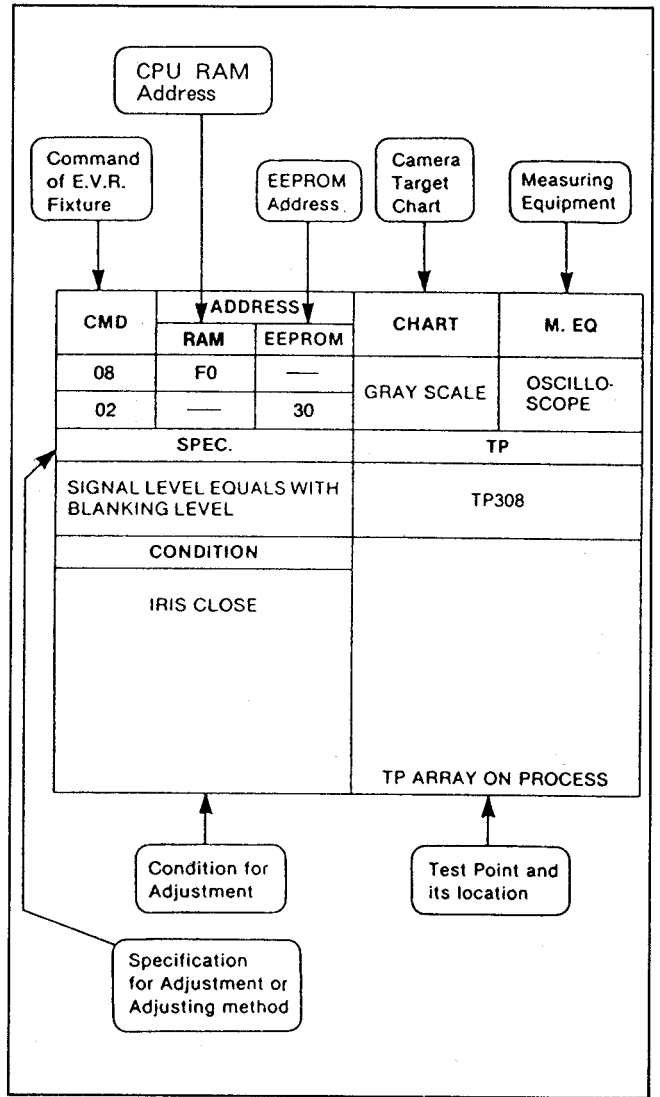 CPU RAM
Address
Command
of E.V.R.
Fixture
EEPROM
Address
Camera
Target
Chart
Measuring
Equipment
CMD
ADDRESS
CHART
M. EQ
RAM
EEPROM
08
F0
—
GRAY SCALE
OSCILLO-
SCOPE
02
—
30
SPEC.
TP
SIGNAL LEVEL EQUALS WITH
BLANKING LEVEL
TP308
CONDITION
IRIS CLOSE
TP ARRAY ON PROCESS
Condition for
Adjustment
Test Point and
its location
Specification
for Adjustment or
Adjusting method